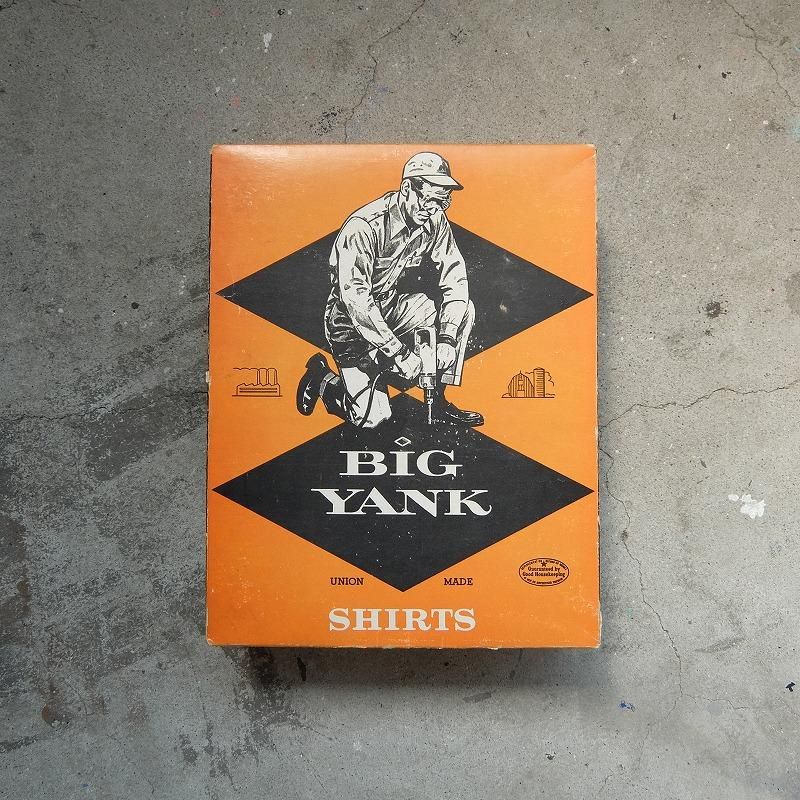 BIG
YANK
UNION MADE
Guaranteed by
Good Housekeeping
SHIRTS